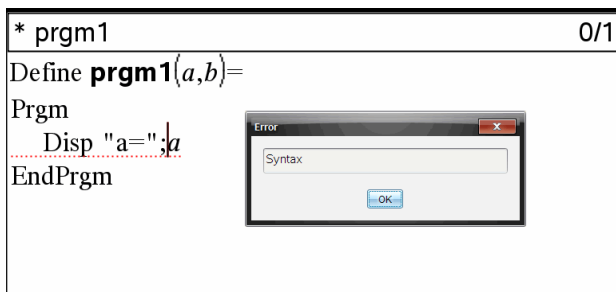 * prgm1 0/1
Define prgm1(a,b)=
Prgm
Disp "a=";a
EndPrgm
Error
x
Syntax
OK